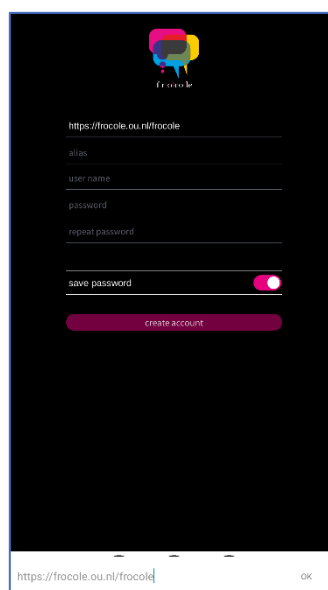 frocole
https://frocole.ou.nl/frocole
alias
user name
password
repeat password
save password
create account
https://frocole.ou.nl/frocole
OK